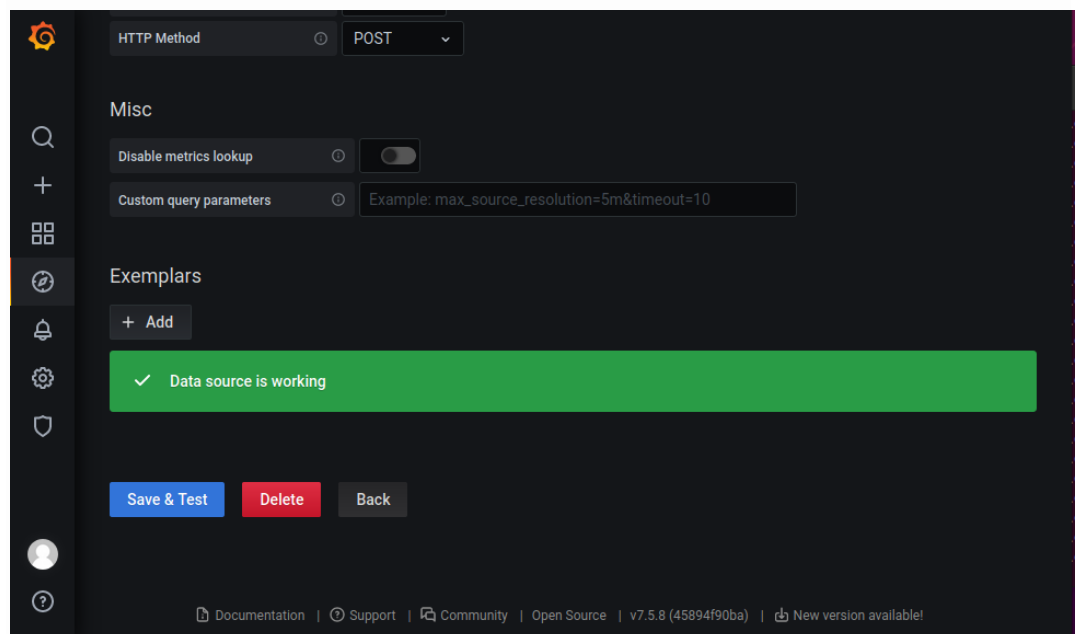 HTTP Method POST
Misc
Disable metrics lookup
Custom query parameters Example: max_source_resolution=5m&timeout=10
Exemplars
+ Add
Data source is working
Save & Test Delete Back
Documentation | Support | Community | Open Source | v7.5.8 (45894f90ba) | New version available!